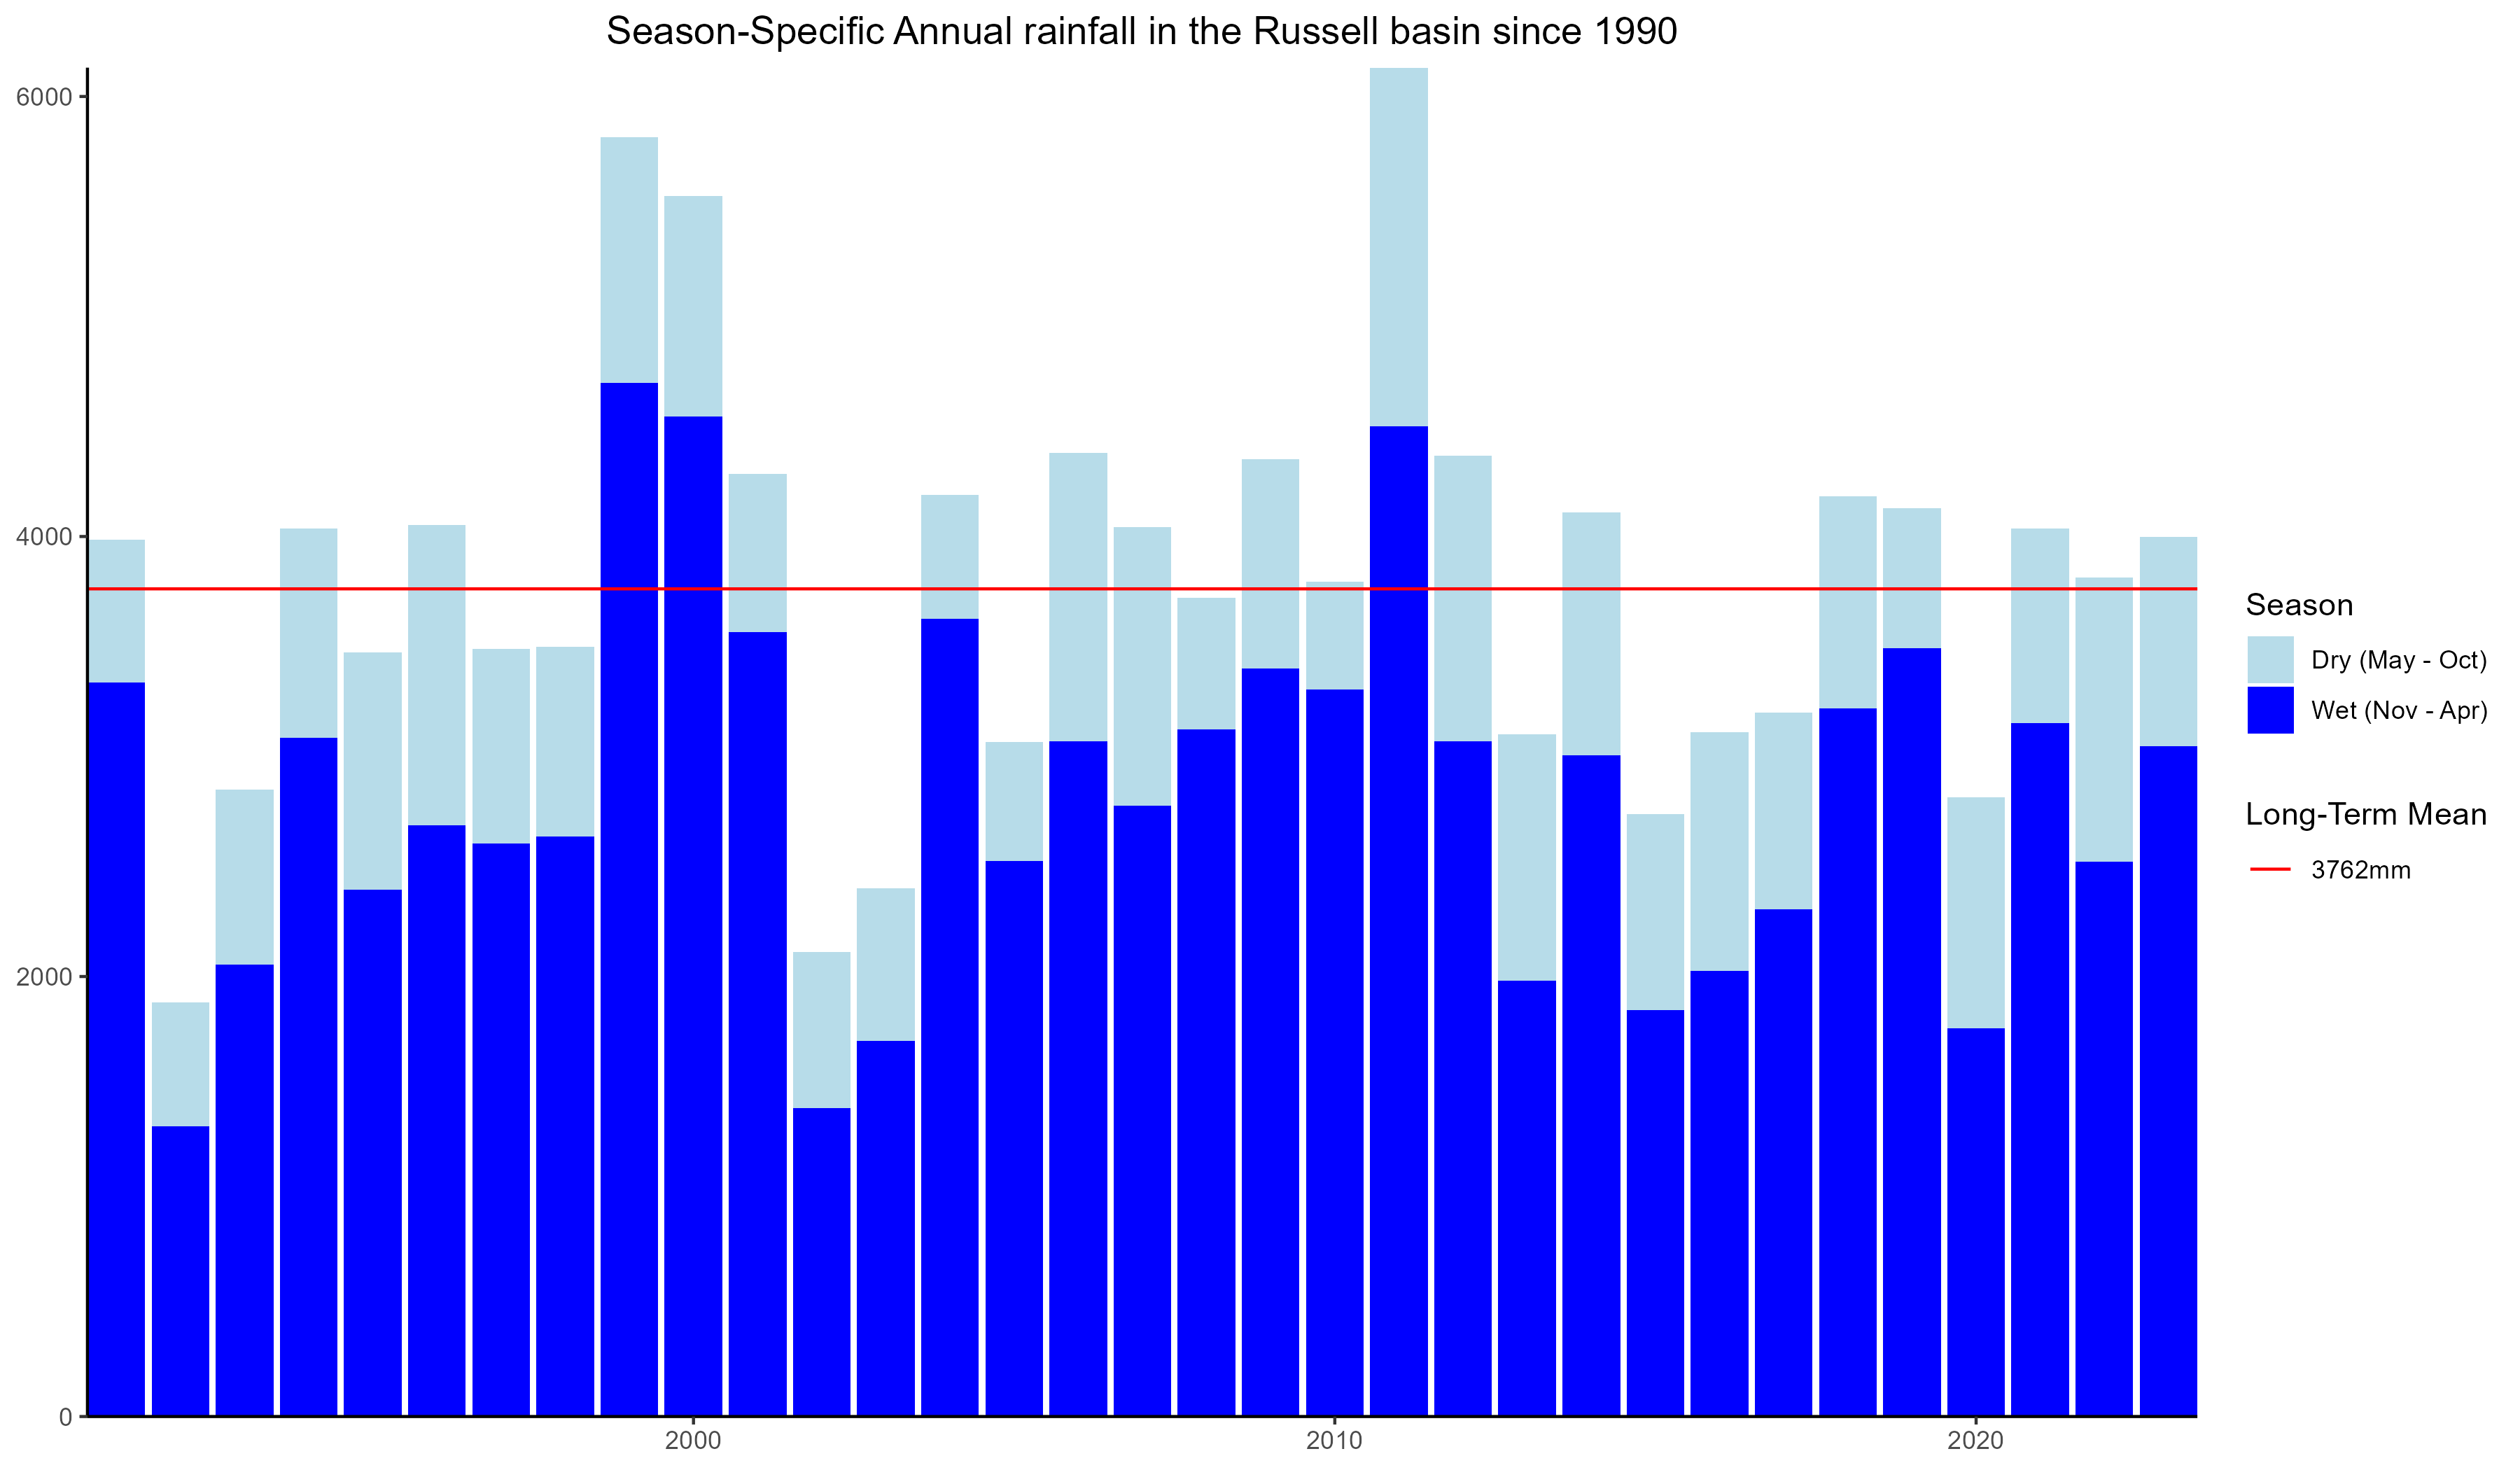 Season-Specific Annual rainfall in the Russell basin since 1990
6000
4000
2000
0
2000
2010
2020
Season
Dry (May - Oct)
Wet (Nov - Apr)
Long-Term Mean
3762mm